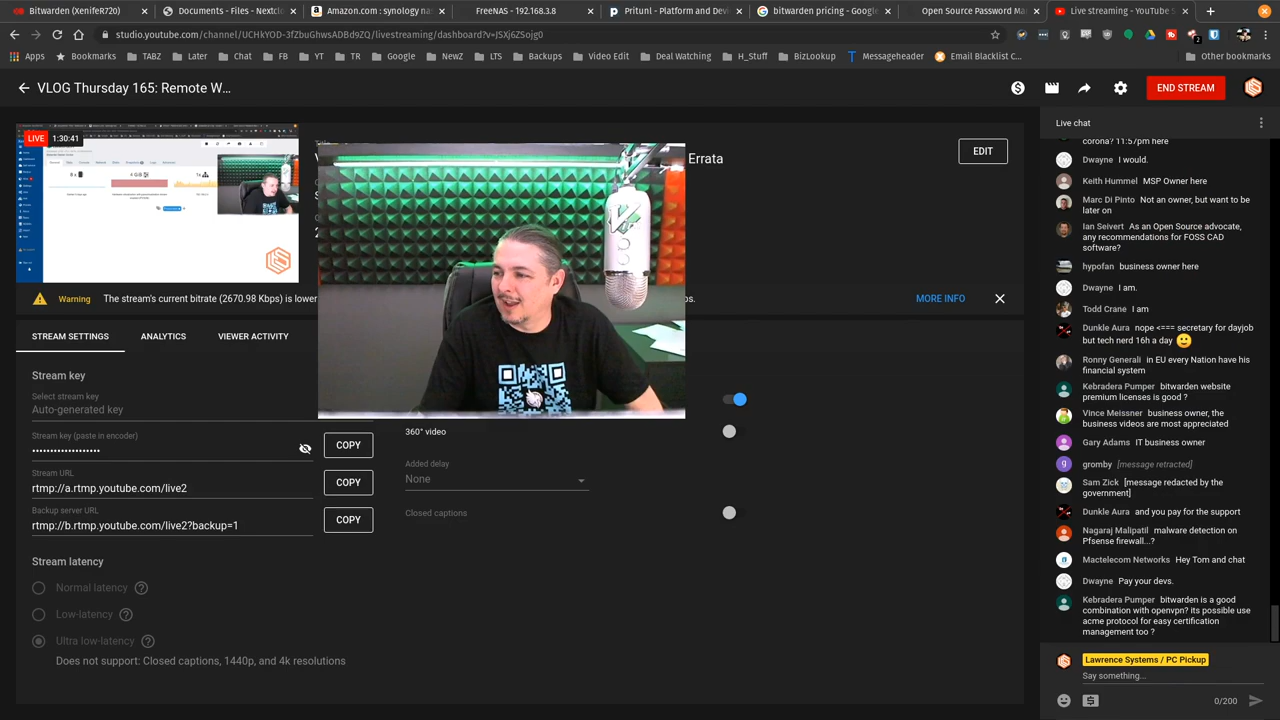 Bitwarden (XenifeR720)
Documents - Files - Nextclo
Amazon.com : synology nas
FreeNAS - 192.168.3.8
Pritunl - Platform and Dev
bitwarden pricing - Google
Open Source Password Ma
Live streaming - YouTube S
studio.youtube.com/channel/UCHkYOD-3fZbuGhwsADBd9ZQ/livestreaming/dashboard?v=JSXj6ZSojg0
Apps
Bookmarks
TABZ
Later
Chat
FB
YT
TR
Google
NewZ
LTS
Backups
Video Edit
Deal Watching
H_Stuff
BizLookup
Messageheader
Email Blacklist C...
Other bookmarks
VLOG Thursday 165: Remote W...
END STREAM
LIVE 1:30:41
Errata
EDIT
Warning The stream's current bitrate (2670.98 Kbps) is lower
ps.
MORE INFO
STREAM SETTINGS
ANALYTICS
VIEWER ACTIVITY
Stream key
Select stream key
Auto-generated key
Stream key (paste in encoder)
••••••••••••••••••
COPY
Stream URL
rtmp://a.rtmp.youtube.com/live2
COPY
Backup server URL
rtmp://b.rtmp.youtube.com/live2?backup=1
COPY
Stream latency
Normal latency
Low-latency
Ultra low-latency
Does not support: Closed captions, 1440p, and 4k resolutions
360° video
Added delay
None
Closed captions
Live chat
corona? 11:57pm here
Dwayne I would.
Keith Hummel MSP Owner here
Marc Di Pinto Not an owner, but want to be
later on
Ian Seivert As an Open Source advocate,
any recommendations for FOSS CAD
software?
hypofan business owner here
Dwayne I am.
Todd Crane I am
Dunkle Aura nope <=== secretary for dayjob
but tech nerd 16h a day 🙂
Ronny Generali in EU every Nation have his
financial system
Kebradera Pumper bitwarden website
premium licenses is good ?
Vince Meissner business owner, the
business videos are most appreciated
Gary Adams IT business owner
gromby [message retracted]
Sam Zick [message redacted by the
government]
Dunkle Aura and you pay for the support
Nagaraj Malipatil malware detection on
Pfsense firewall...?
Mactelecom Networks Hey Tom and chat
Dwayne Pay your devs.
Kebradera Pumper bitwarden is a good
combination with openvpn? its possible use
acme protocol for easy certification
management too ?
Lawrence Systems / PC Pickup
Say something...
0/200